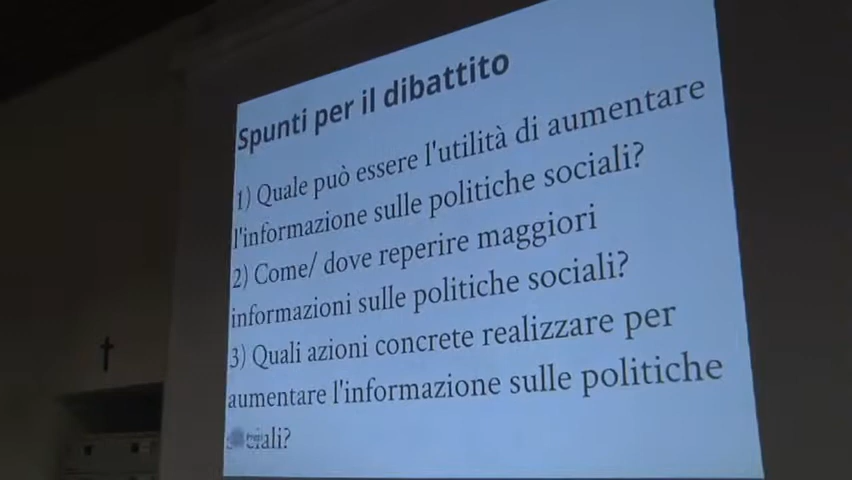 Spunti per il dibattito
1) Quale può essere l'utilità di aumentare
l'informazione sulle politiche sociali?
2) Come/ dove reperire maggiori
informazioni sulle politiche sociali?
3) Quali azioni concrete realizzare per
aumentare l'informazione sulle politiche
sociali?